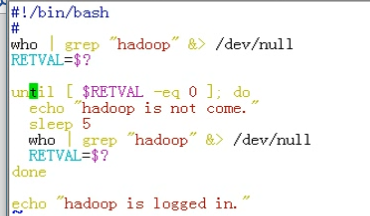 #!/bin/bash
#
who | grep "hadoop" &> /dev/null
RETVAL=$?

until [ $RETVAL -eq 0 ]; do
  echo "hadoop is not come."
  sleep 5
  who | grep "hadoop" &> /dev/null
  RETVAL=$?
done

echo "hadoop is logged in."
~